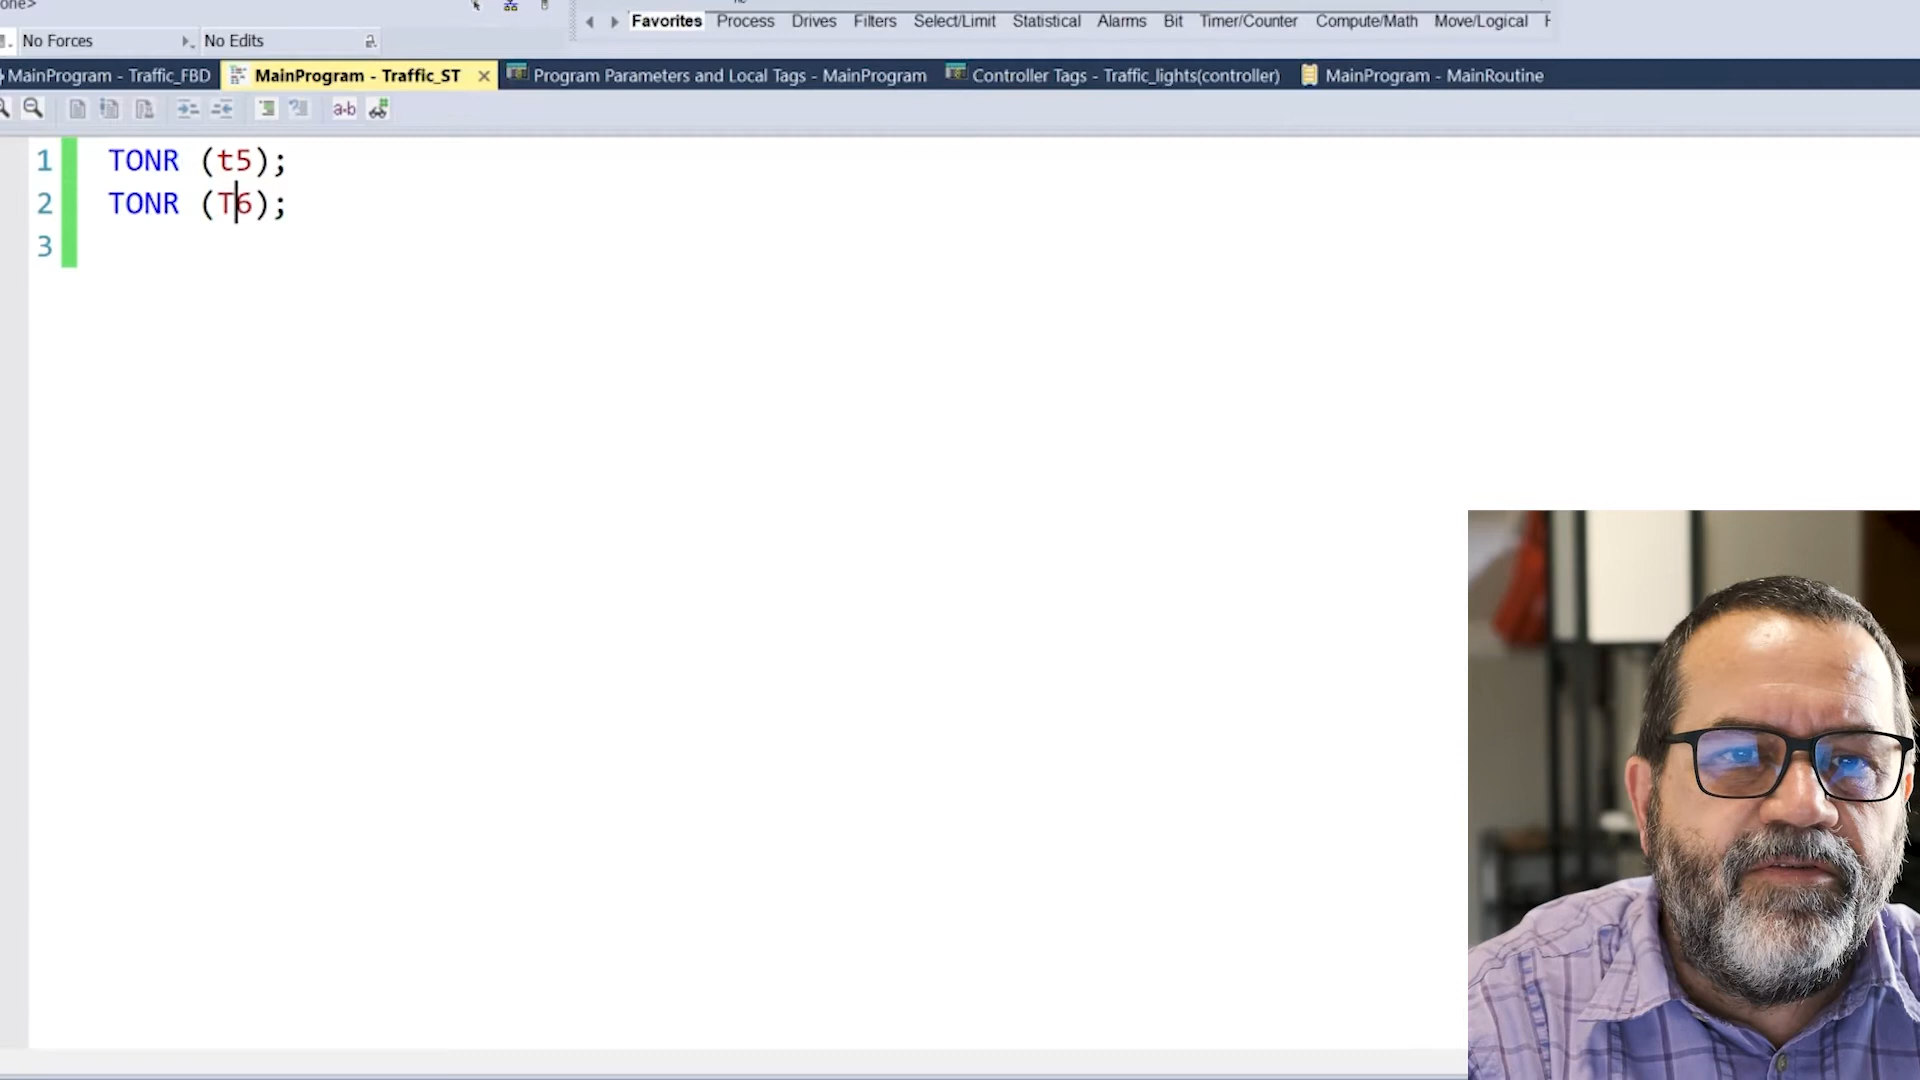 one>
Favorites Process Drives Filters Select/Limit Statistical Alarms Bit Timer/Counter Compute/Math Move/Logical
No Forces No Edits
MainProgram - Traffic_FBD MainProgram - Traffic_ST Program Parameters and Local Tags - MainProgram Controller Tags - Traffic_lights(controller) MainProgram - MainRoutine
a-b
1 TONR (t5);
2 TONR (T6);
3